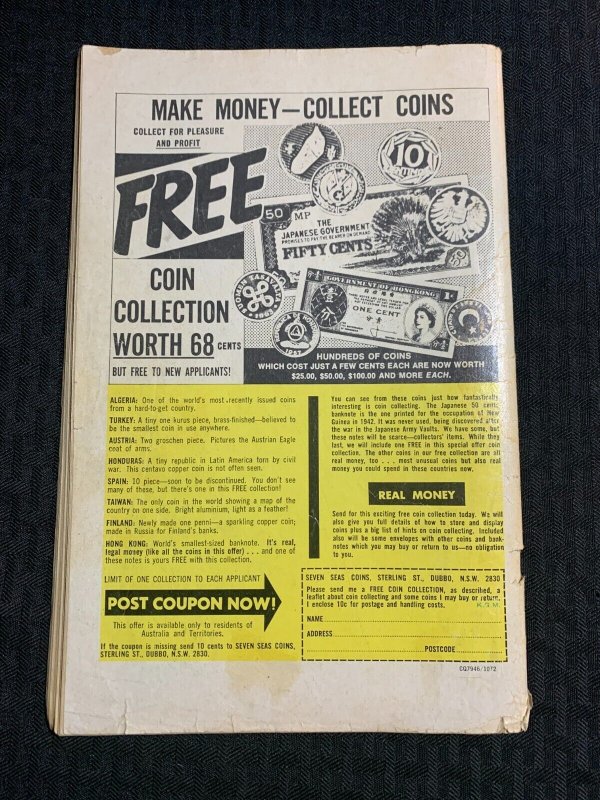 MAKE MONEY—COLLECT COINS
COLLECT FOR PLEASURE
AND PROFIT
FREE
COIN
COLLECTION
WORTH 68 CENTS
BUT FREE TO NEW APPLICANTS!
10
50 MP
THE
JAPANESE GOVERNMENT
PROMISES TO PAY THE BEARER ON DEMAND
FIFTY CENTS
GOVERNMENT OF HONGKONG
ONE CENT
HUNDREDS OF COINS
WHICH COST JUST A FEW CENTS EACH ARE NOW WORTH
$25.00, $50.00, $100.00 AND MORE EACH.
ALGERIA: One of the world's most recently issued coins
from a hard-to-get country.
TURKEY: A tiny one kurus piece, brass-finished—believed to
be the smallest coin in use anywhere.
AUSTRIA: Two groschen piece. Pictures the Austrian Eagle
coat of arms.
HONDURAS: A tiny republic in Latin America torn by civil
war. This centavo copper coin is not often seen.
SPAIN: 10 piece—soon to be discontinued. You don't see
many of these, but there's one in this FREE collection!
TAIWAN: The only coin in the world showing a map of the
country on one side. Bright aluminium, light as a feather!
FINLAND: Newly made one penni—a sparkling copper coin;
made in Russia for Finland's banks.
HONG KONG: World's smallest-sized banknote. It's real,
legal money (like all the coins in this offer) . . . and one of
these notes is yours FREE with this collection.
LIMIT OF ONE COLLECTION TO EACH APPLICANT
POST COUPON NOW!
This offer is available only to residents of
Australia and Territories.
If the coupon is missing send 10 cents to SEVEN SEAS COINS,
STERLING ST., DUBBO, N.S.W. 2830.
You can see from these coins just how fantastically
interesting is coin collecting. The Japanese 50 cents
banknote is the one printed for the occupation of New
Guinea in 1942. It was never used, being discovered after
the war in the Japanese Army Vaults. We have some, but
these notes will be scarce—collectors' items. While they
last, we will include one FREE in this special offer coin
collection. The other coins in our free collection are all
real money, too . . . most unusual coins but also real
money you could spend in these countries now.
REAL MONEY
Send for this exciting free coin collection today. We will
also give you full details of how to store and display
coins plus a big list of hints on coin collecting. Included
also will be some envelopes with other coins and bank-
notes which you may buy or return to us—no obligation
to you.
SEVEN SEAS COINS, STERLING ST., DUBBO, N.S.W. 2830
Please send me a FREE COIN COLLECTION, as described, a
leaflet about coin collecting and some coins I may buy or return.
I enclose 10c for postage and handling costs. K.G.M.
NAME
ADDRESS
POSTCODE
CQ7946/1072